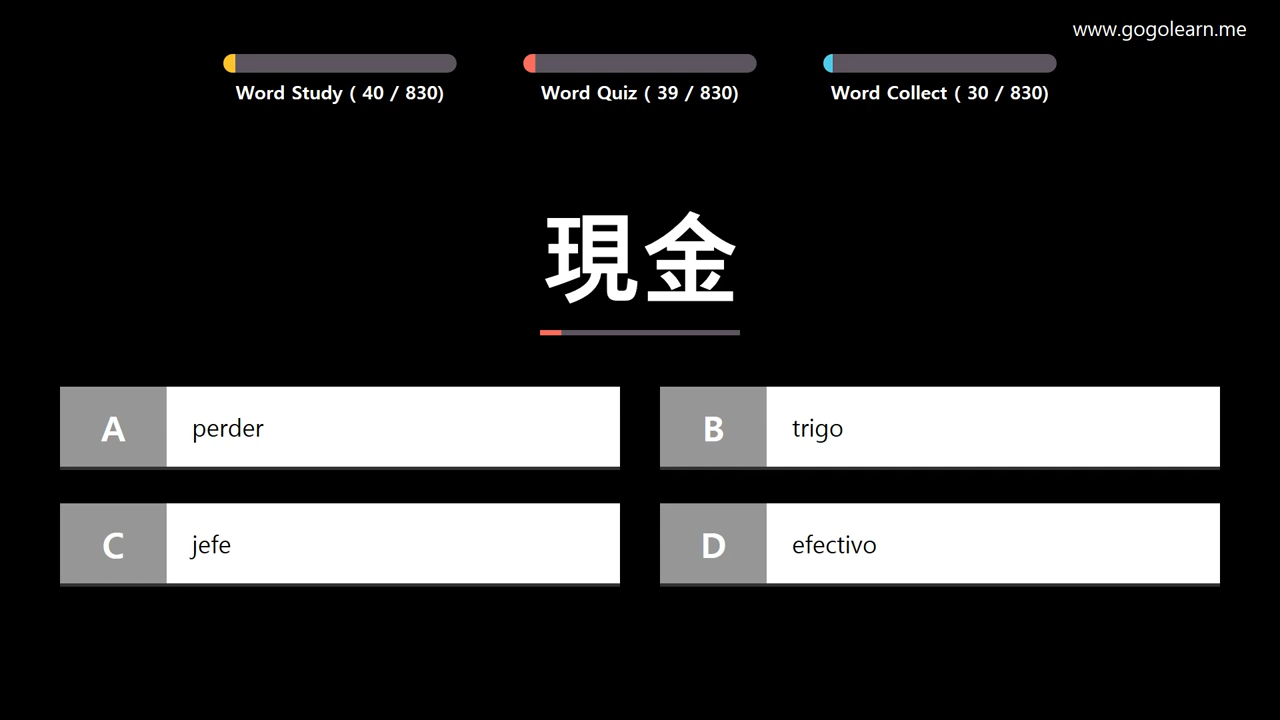 www.gogolearn.me
Word Study ( 40 / 830)
Word Quiz ( 39 / 830)
Word Collect ( 30 / 830)
現金
A perder
B trigo
C jefe
D efectivo